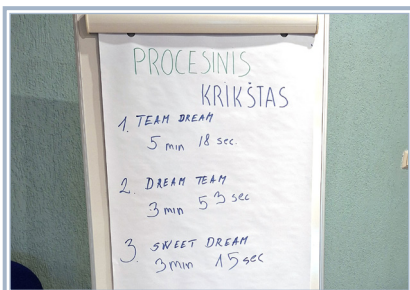 PROCESINIS
KRIKŠTAS
1. TEAM DREAM
5 min 18 sec.
2. DREAM TEAM
3 min 53 sec
3. SWEET DREAM
3 min 15 sec